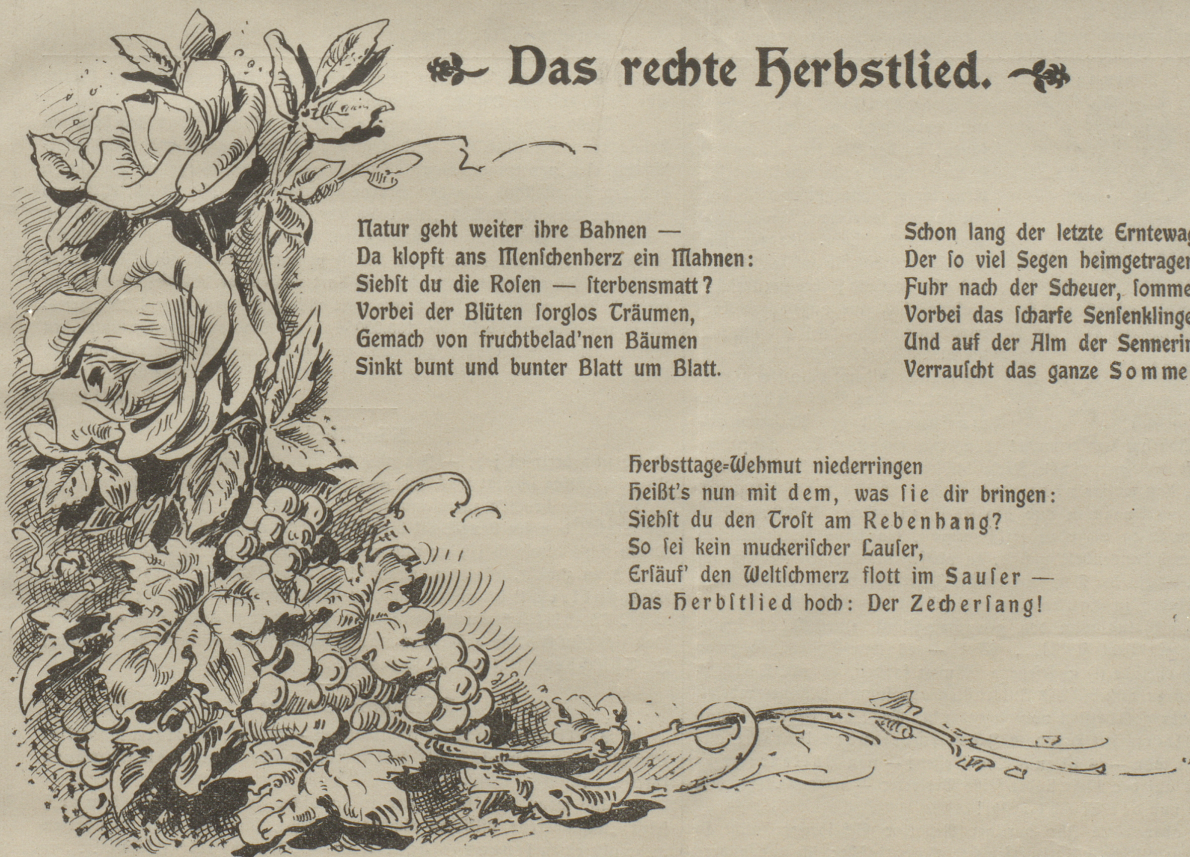 Das rechte Herbstlied.
Natur geht weiter ihre Bahnen —
Da klopft ans Menschenherz ein Mahnen:
Siehst du die Rosen — sterbensmatt?
Vorbei der Blüten sorglos Träumen,
Gemach von fruchtbelad'nen Bäumen
Sinkt bunt und bunter Blatt um Blatt.
Schon lang der letzte
Der so viel Segen
Fuhr nach der Scheuer,
Vorbei das scharfe
Und auf der Alm der
Verrauscht das ganze
Herbsttage-Wehmut niederringen
Heißt's nun mit dem, was sie dir bringen:
Siehst du den Trost am Rebenhang?
So sei kein muckerischer Lauser,
Ersäuf' den Weltschmerz flott im Sauser —
Das Herbstlied hoch: Der Zechersang!